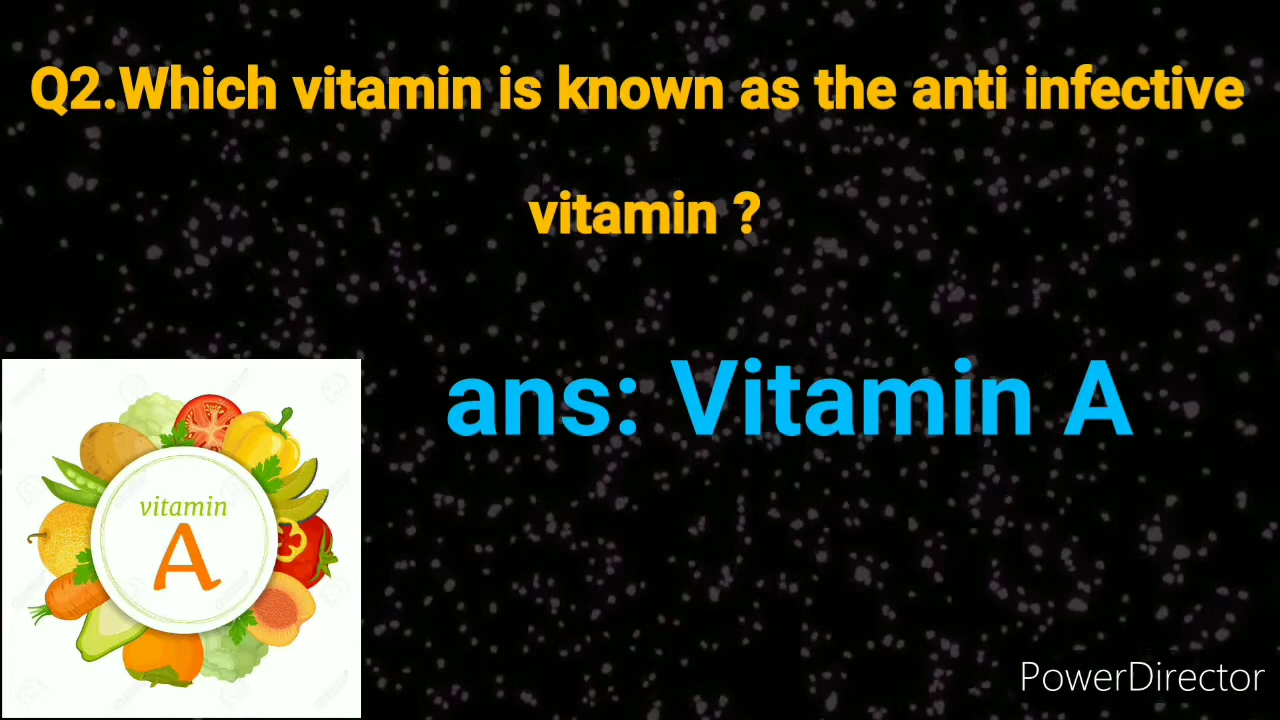 Q2.Which vitamin is known as the anti infective
vitamin ?
ans: Vitamin A
vitamin
A
PowerDirector